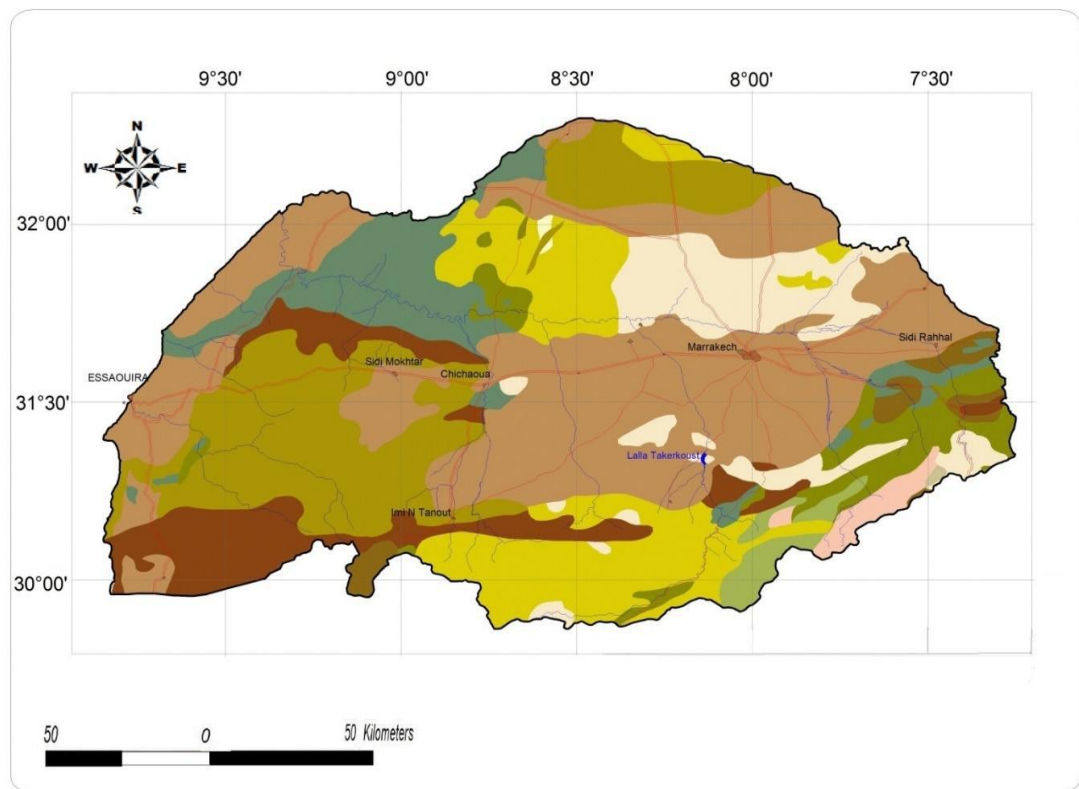 9°30' 9°00' 8°30' 8°00' 7°30'
N
W E
S
32°00'
Marrakech
Sidi Rahhal
Sidi Mokhtar
Chichaoua
ESSAOUIRA
31°30'
Lalla Takerkoust
Imi N Tanout
30°00'
50 0 50 Kilometers